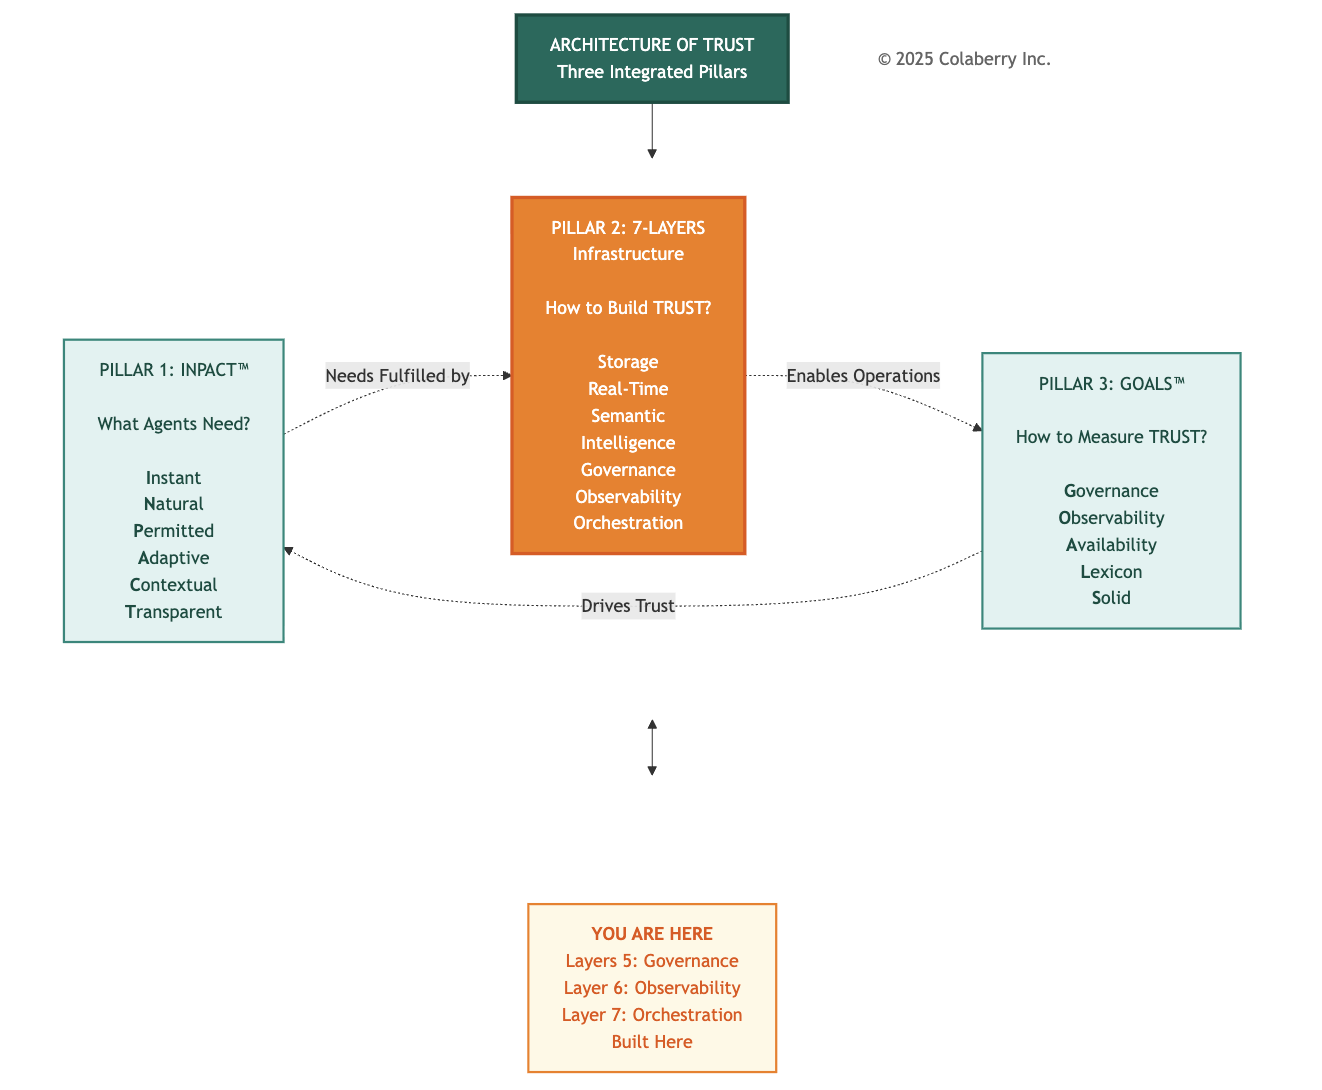 ARCHITECTURE OF TRUST
Three Integrated Pillars
© 2025 Colaberry Inc.
PILLAR 1: INPACT™
What Agents Need?
Instant
Natural
Permitted
Adaptive
Contextual
Transparent
Needs Fulfilled by
PILLAR 2: 7-LAYERS
Infrastructure
How to Build TRUST?
Storage
Real-Time
Semantic
Intelligence
Governance
Observability
Orchestration
Enables Operations
PILLAR 3: GOALS™
How to Measure TRUST?
Governance
Observability
Availability
Lexicon
Solid
Drives Trust
YOU ARE HERE
Layers 5: Governance
Layer 6: Observability
Layer 7: Orchestration
Built Here